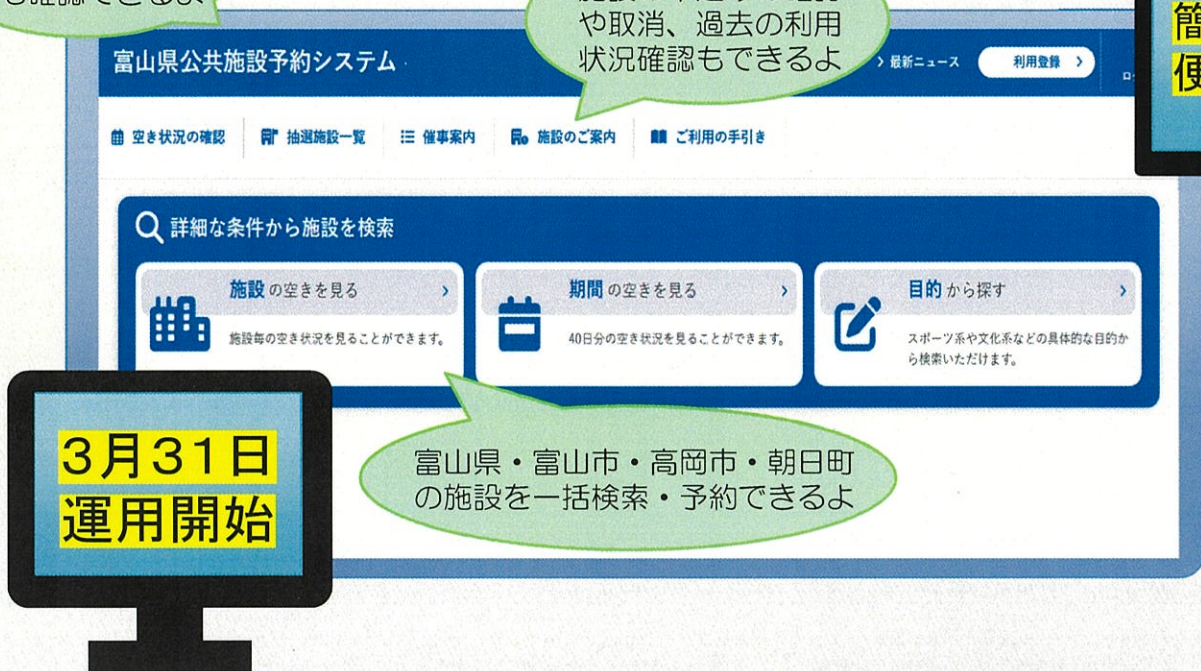 確認できるよ
や取消、過去の利用
状況確認もできるよ
簡
便
富山県公共施設予約システム
> 最新ニュース
利用登録 >
空き状況の確認
抽選施設一覧
催事案内
施設のご案内
ご利用の手引き
詳細な条件から施設を検索
施設 の空きを見る >
施設毎の空き状況を見ることができます。
期間 の空きを見る >
40日分の空き状況を見ることができます。
目的 から探す >
スポーツ系や文化系などの具体的な目的か
ら検索いただけます。
3月31日
運用開始
富山県・富山市・高岡市・朝日町
の施設を一括検索・予約できるよ